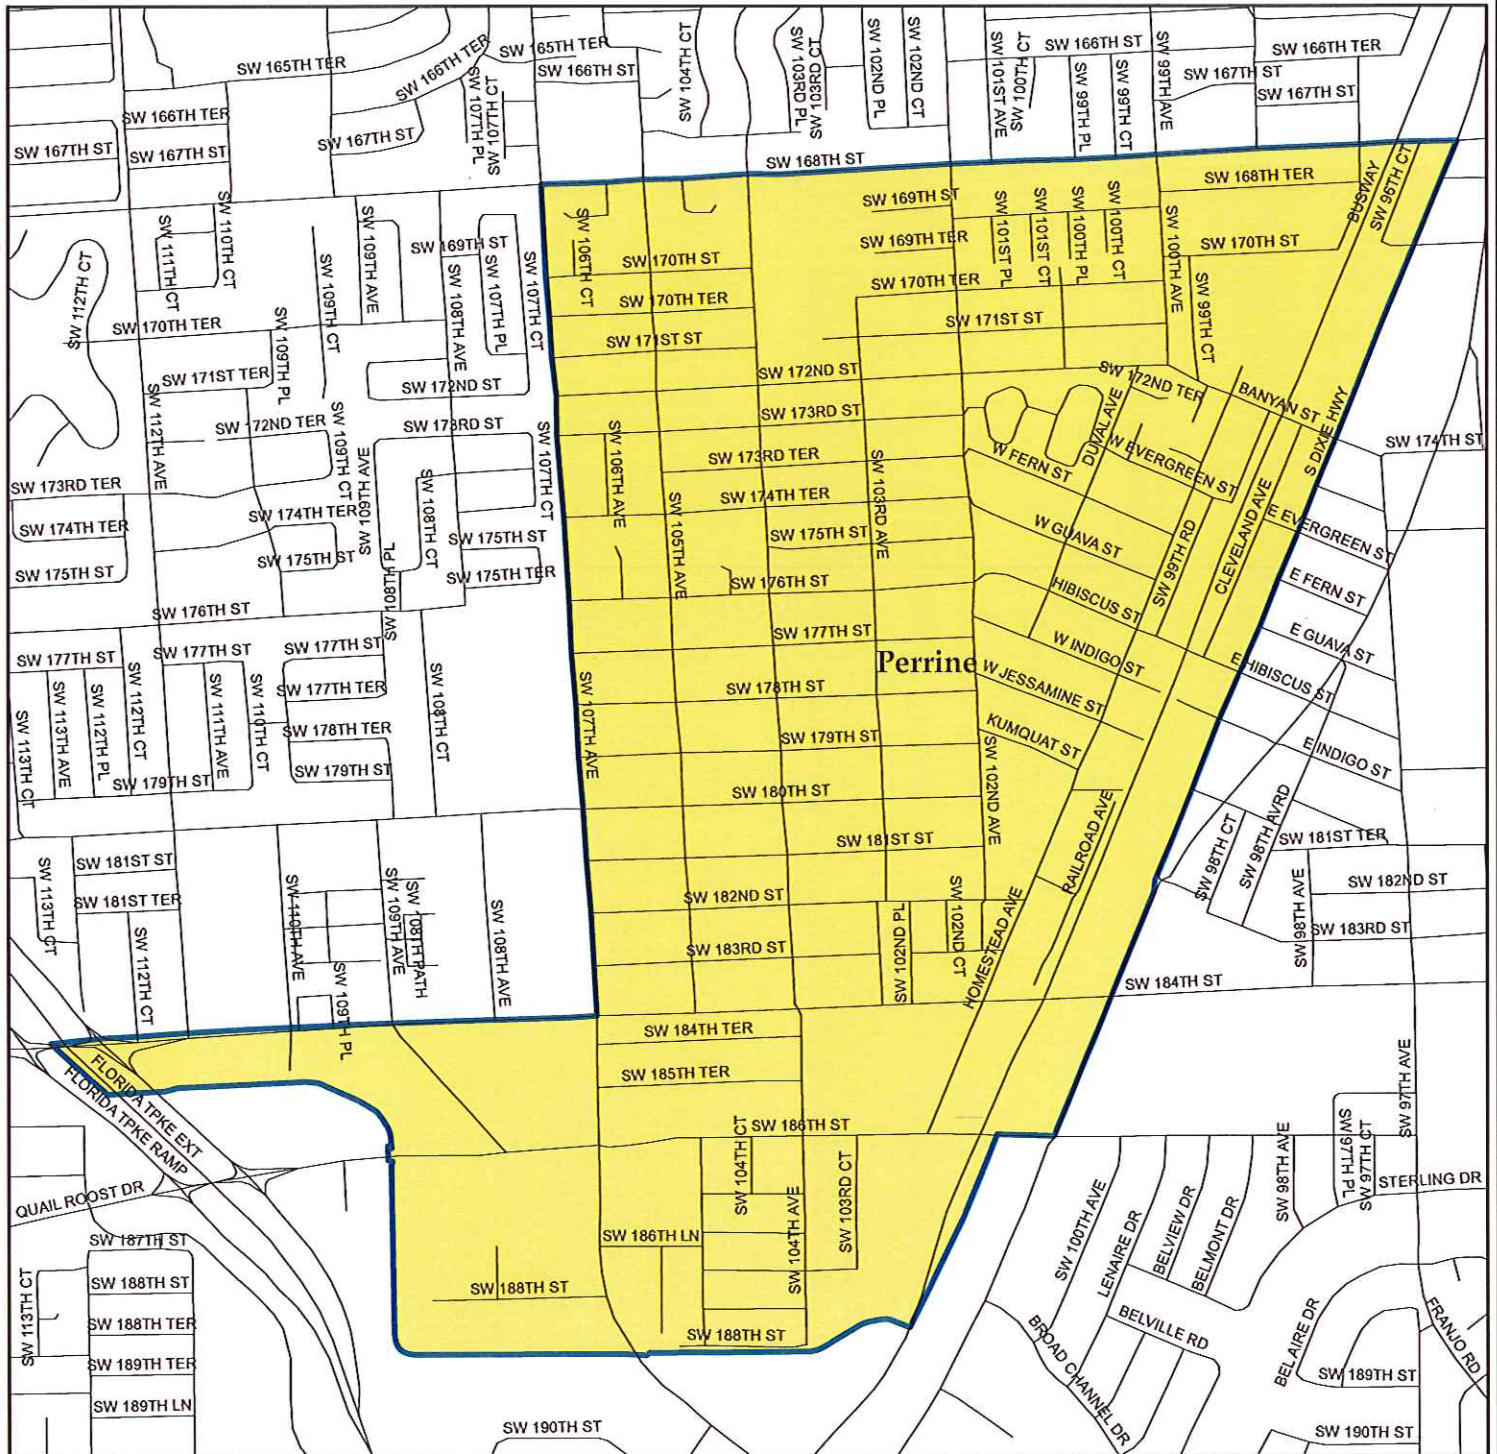 SW 165TH TER
SW 166TH TER
SW 165TH TER
SW 166TH ST
SW 104TH CT
SW 103RD PL
SW 103RD CT
SW 102ND PL
SW 102ND CT
SW 101ST AVE
SW 100TH CT
SW 166TH ST
SW 99TH PL
SW 99TH CT
SW 99TH AVE
SW 166TH TER
SW 167TH ST
SW 167TH ST
SW 166TH TER
SW 167TH ST
SW 167TH ST
SW 167TH ST
SW 107TH PL
SW 107TH CT
SW 168TH ST
SW 168TH TER
BUSWAY
SW 96TH CT
SW 112TH CT
SW 111TH CT
SW 110TH CT
SW 109TH CT
SW 109TH AVE
SW 169TH ST
SW 108TH AVE
SW 107TH PL
SW 107TH CT
SW 106TH CT
SW 170TH ST
SW 170TH TER
SW 171ST ST
SW 169TH ST
SW 169TH TER
SW 170TH TER
SW 101ST PL
SW 101ST CT
SW 100TH PL
SW 100TH CT
SW 100TH AVE
SW 170TH ST
SW 99TH CT
SW 171ST ST
SW 170TH TER
SW 109TH PL
SW 171ST TER
SW 172ND ST
SW 172ND ST
SW 172ND TER
BANYAN ST
S DIXIE HWY
SW 174TH ST
SW 112TH AVE
SW 172ND TER
SW 109TH CT
SW 109TH AVE
SW 173RD ST
SW 107TH CT
SW 106TH AVE
SW 173RD ST
SW 173RD TER
SW 103RD AVE
DUVAL AVE
W EVERGREEN ST
W FERN ST
SW 173RD TER
SW 174TH TER
SW 174TH TER
SW 108TH CT
SW 175TH ST
SW 175TH ST
SW 175TH ST
SW 175TH TER
SW 108TH PL
SW 105TH AVE
SW 174TH TER
SW 175TH ST
SW 176TH ST
W GUAVA ST
HIBISCUS ST
SW 99TH RD
CLEVELAND AVE
E EVERGREEN ST
E FERN ST
E GUAVA ST
E HIBISCUS ST
E INDIGO ST
SW 176TH ST
SW 177TH ST
SW 177TH ST
SW 177TH ST
SW 177TH TER
SW 178TH TER
SW 179TH ST
SW 179TH ST
SW 113TH CT
SW 113TH AVE
SW 112TH PL
SW 112TH CT
SW 111TH AVE
SW 110TH CT
SW 108TH CT
SW 107TH AVE
SW 177TH ST
Perrine
SW 178TH ST
SW 179TH ST
SW 180TH ST
SW 181ST ST
SW 102ND AVE
W INDIGO ST
W JESSAMINE ST
KUMQUAT ST
RAILROAD AVE
HOMESTEAD AVE
SW 98TH CT
SW 98TH AVRD
SW 181ST TER
SW 182ND ST
SW 98TH AVE
SW 183RD ST
SW 184TH ST
SW 181ST ST
SW 181ST TER
SW 113TH CT
SW 112TH CT
SW 110TH AVE
SW 109TH AVE
SW 108TH PATH
SW 108TH AVE
SW 109TH PL
SW 182ND ST
SW 183RD ST
SW 102ND PL
SW 102ND CT
SW 184TH TER
SW 185TH TER
SW 186TH ST
FLORIDA TPKE EXT
FLORIDA TPKE RAMP
QUAIL ROOST DR
SW 187TH ST
SW 188TH ST
SW 188TH TER
SW 189TH TER
SW 189TH LN
SW 113TH CT
SW 188TH ST
SW 186TH LN
SW 104TH CT
SW 104TH AVE
SW 103RD CT
SW 188TH ST
SW 190TH ST
SW 100TH AVE
LENAIRE DR
BELVIEW DR
BELMONT DR
BELVILLE RD
BROAD CHANNEL DR
SW 98TH AVE
SW 97TH PL
SW 97TH CT
SW 97TH AVE
STERLING DR
BEL AIRE DR
FRANJO RD
SW 189TH ST
SW 190TH ST